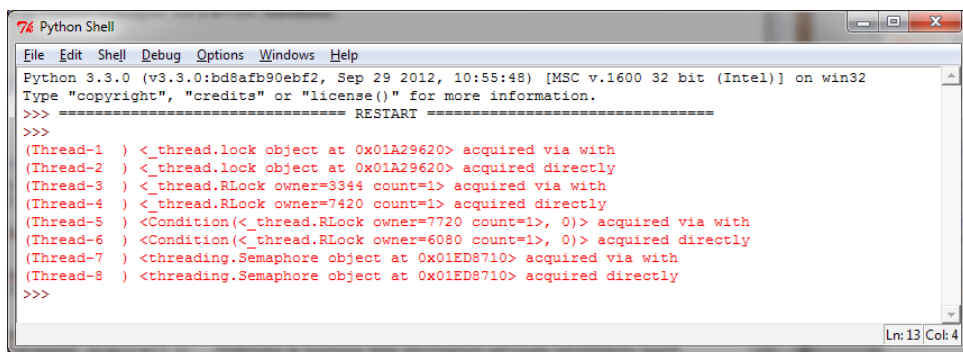 Python Shell
File Edit Shell Debug Options Windows Help
Python 3.3.0 (v3.3.0:bd8afb90ebf2, Sep 29 2012, 10:55:48) [MSC v.1600 32 bit (Intel)] on win32
Type "copyright", "credits" or "license()" for more information.
>>> ================================ RESTART ================================
>>>
(Thread-1  ) <_thread.lock object at 0x01A29620> acquired via with
(Thread-2  ) <_thread.lock object at 0x01A29620> acquired directly
(Thread-3  ) <_thread.RLock owner=3344 count=1> acquired via with
(Thread-4  ) <_thread.RLock owner=7420 count=1> acquired directly
(Thread-5  ) <Condition(<_thread.RLock owner=7720 count=1>, 0)> acquired via with
(Thread-6  ) <Condition(<_thread.RLock owner=6080 count=1>, 0)> acquired directly
(Thread-7  ) <threading.Semaphore object at 0x01ED8710> acquired via with
(Thread-8  ) <threading.Semaphore object at 0x01ED8710> acquired directly
>>>
Ln: 13 Col: 4